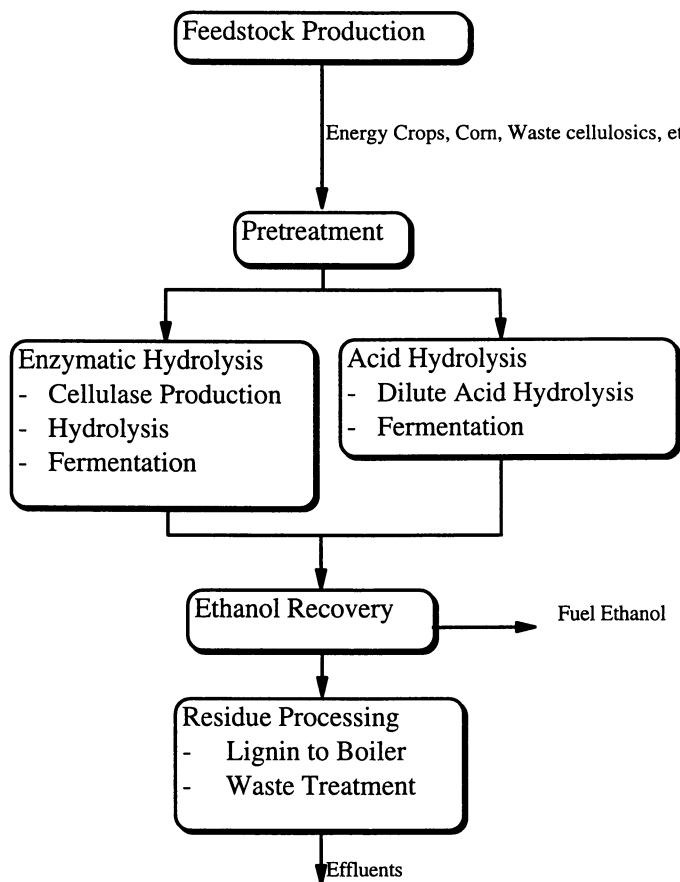 Feedstock Production
Energy Crops, Corn, Waste cellulosics, et
Pretreatment
Enzymatic Hydrolysis
- Cellulase Production
- Hydrolysis
- Fermentation
Acid Hydrolysis
- Dilute Acid Hydrolysis
- Fermentation
Ethanol Recovery
Fuel Ethanol
Residue Processing
- Lignin to Boiler
- Waste Treatment
Effluents